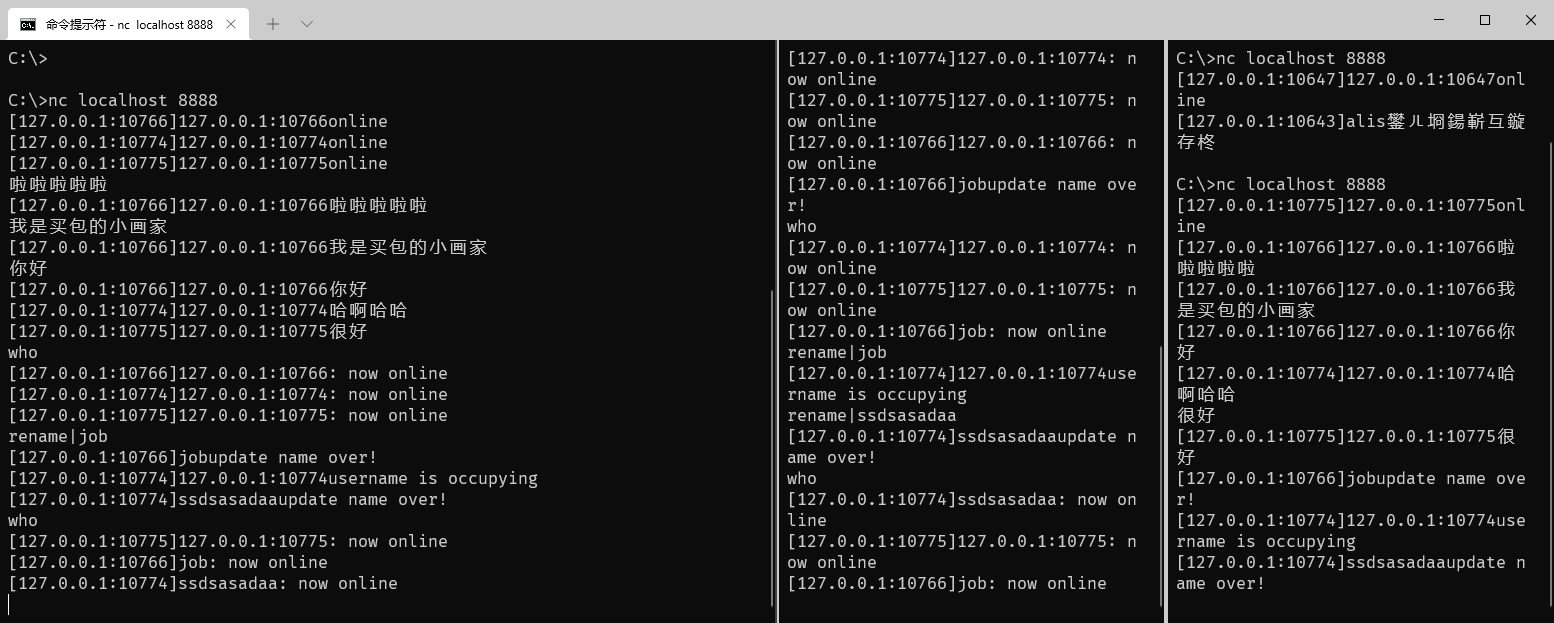 命令提示符 - nc localhost 8888
C:\>
C:\>nc localhost 8888
[127.0.0.1:10766]127.0.0.1:10766online
[127.0.0.1:10774]127.0.0.1:10774online
[127.0.0.1:10775]127.0.0.1:10775online
啦啦啦啦啦
[127.0.0.1:10766]127.0.0.1:10766啦啦啦啦啦
我是买包的小画家
[127.0.0.1:10766]127.0.0.1:10766我是买包的小画家
你好
[127.0.0.1:10766]127.0.0.1:10766你好
[127.0.0.1:10774]127.0.0.1:10774哈啊哈哈
[127.0.0.1:10775]127.0.0.1:10775很好
who
[127.0.0.1:10766]127.0.0.1:10766: now online
[127.0.0.1:10774]127.0.0.1:10774: now online
[127.0.0.1:10775]127.0.0.1:10775: now online
rename|job
[127.0.0.1:10766]jobupdate name over!
[127.0.0.1:10774]127.0.0.1:10774username is occupying
[127.0.0.1:10774]ssdsasadaaupdate name over!
who
[127.0.0.1:10775]127.0.0.1:10775: now online
[127.0.0.1:10766]job: now online
[127.0.0.1:10774]ssdsasadaa: now online
[127.0.0.1:10774]127.0.0.1:10774: n
ow online
[127.0.0.1:10775]127.0.0.1:10775: n
ow online
[127.0.0.1:10766]127.0.0.1:10766: n
ow online
[127.0.0.1:10766]jobupdate name ove
r!
who
[127.0.0.1:10774]127.0.0.1:10774: n
ow online
[127.0.0.1:10775]127.0.0.1:10775: n
ow online
[127.0.0.1:10766]job: now online
rename|job
[127.0.0.1:10774]127.0.0.1:10774use
rname is occupying
rename|ssdsasadaa
[127.0.0.1:10774]ssdsasadaaupdate n
ame over!
who
[127.0.0.1:10774]ssdsasadaa: now on
line
[127.0.0.1:10775]127.0.0.1:10775: n
ow online
[127.0.0.1:10766]job: now online
C:\>nc localhost 8888
[127.0.0.1:10647]127.0.0.1:10647onl
ine
[127.0.0.1:10643]alis鐢ㄦ埛鍚嶄互鏇
存柊
C:\>nc localhost 8888
[127.0.0.1:10775]127.0.0.1:10775onl
ine
[127.0.0.1:10766]127.0.0.1:10766啦
啦啦啦啦
[127.0.0.1:10766]127.0.0.1:10766我
是买包的小画家
[127.0.0.1:10766]127.0.0.1:10766你
好
[127.0.0.1:10774]127.0.0.1:10774哈
啊哈哈
很好
[127.0.0.1:10775]127.0.0.1:10775很
好
[127.0.0.1:10766]jobupdate name ove
r!
[127.0.0.1:10774]127.0.0.1:10774use
rname is occupying
[127.0.0.1:10774]ssdsasadaaupdate n
ame over!